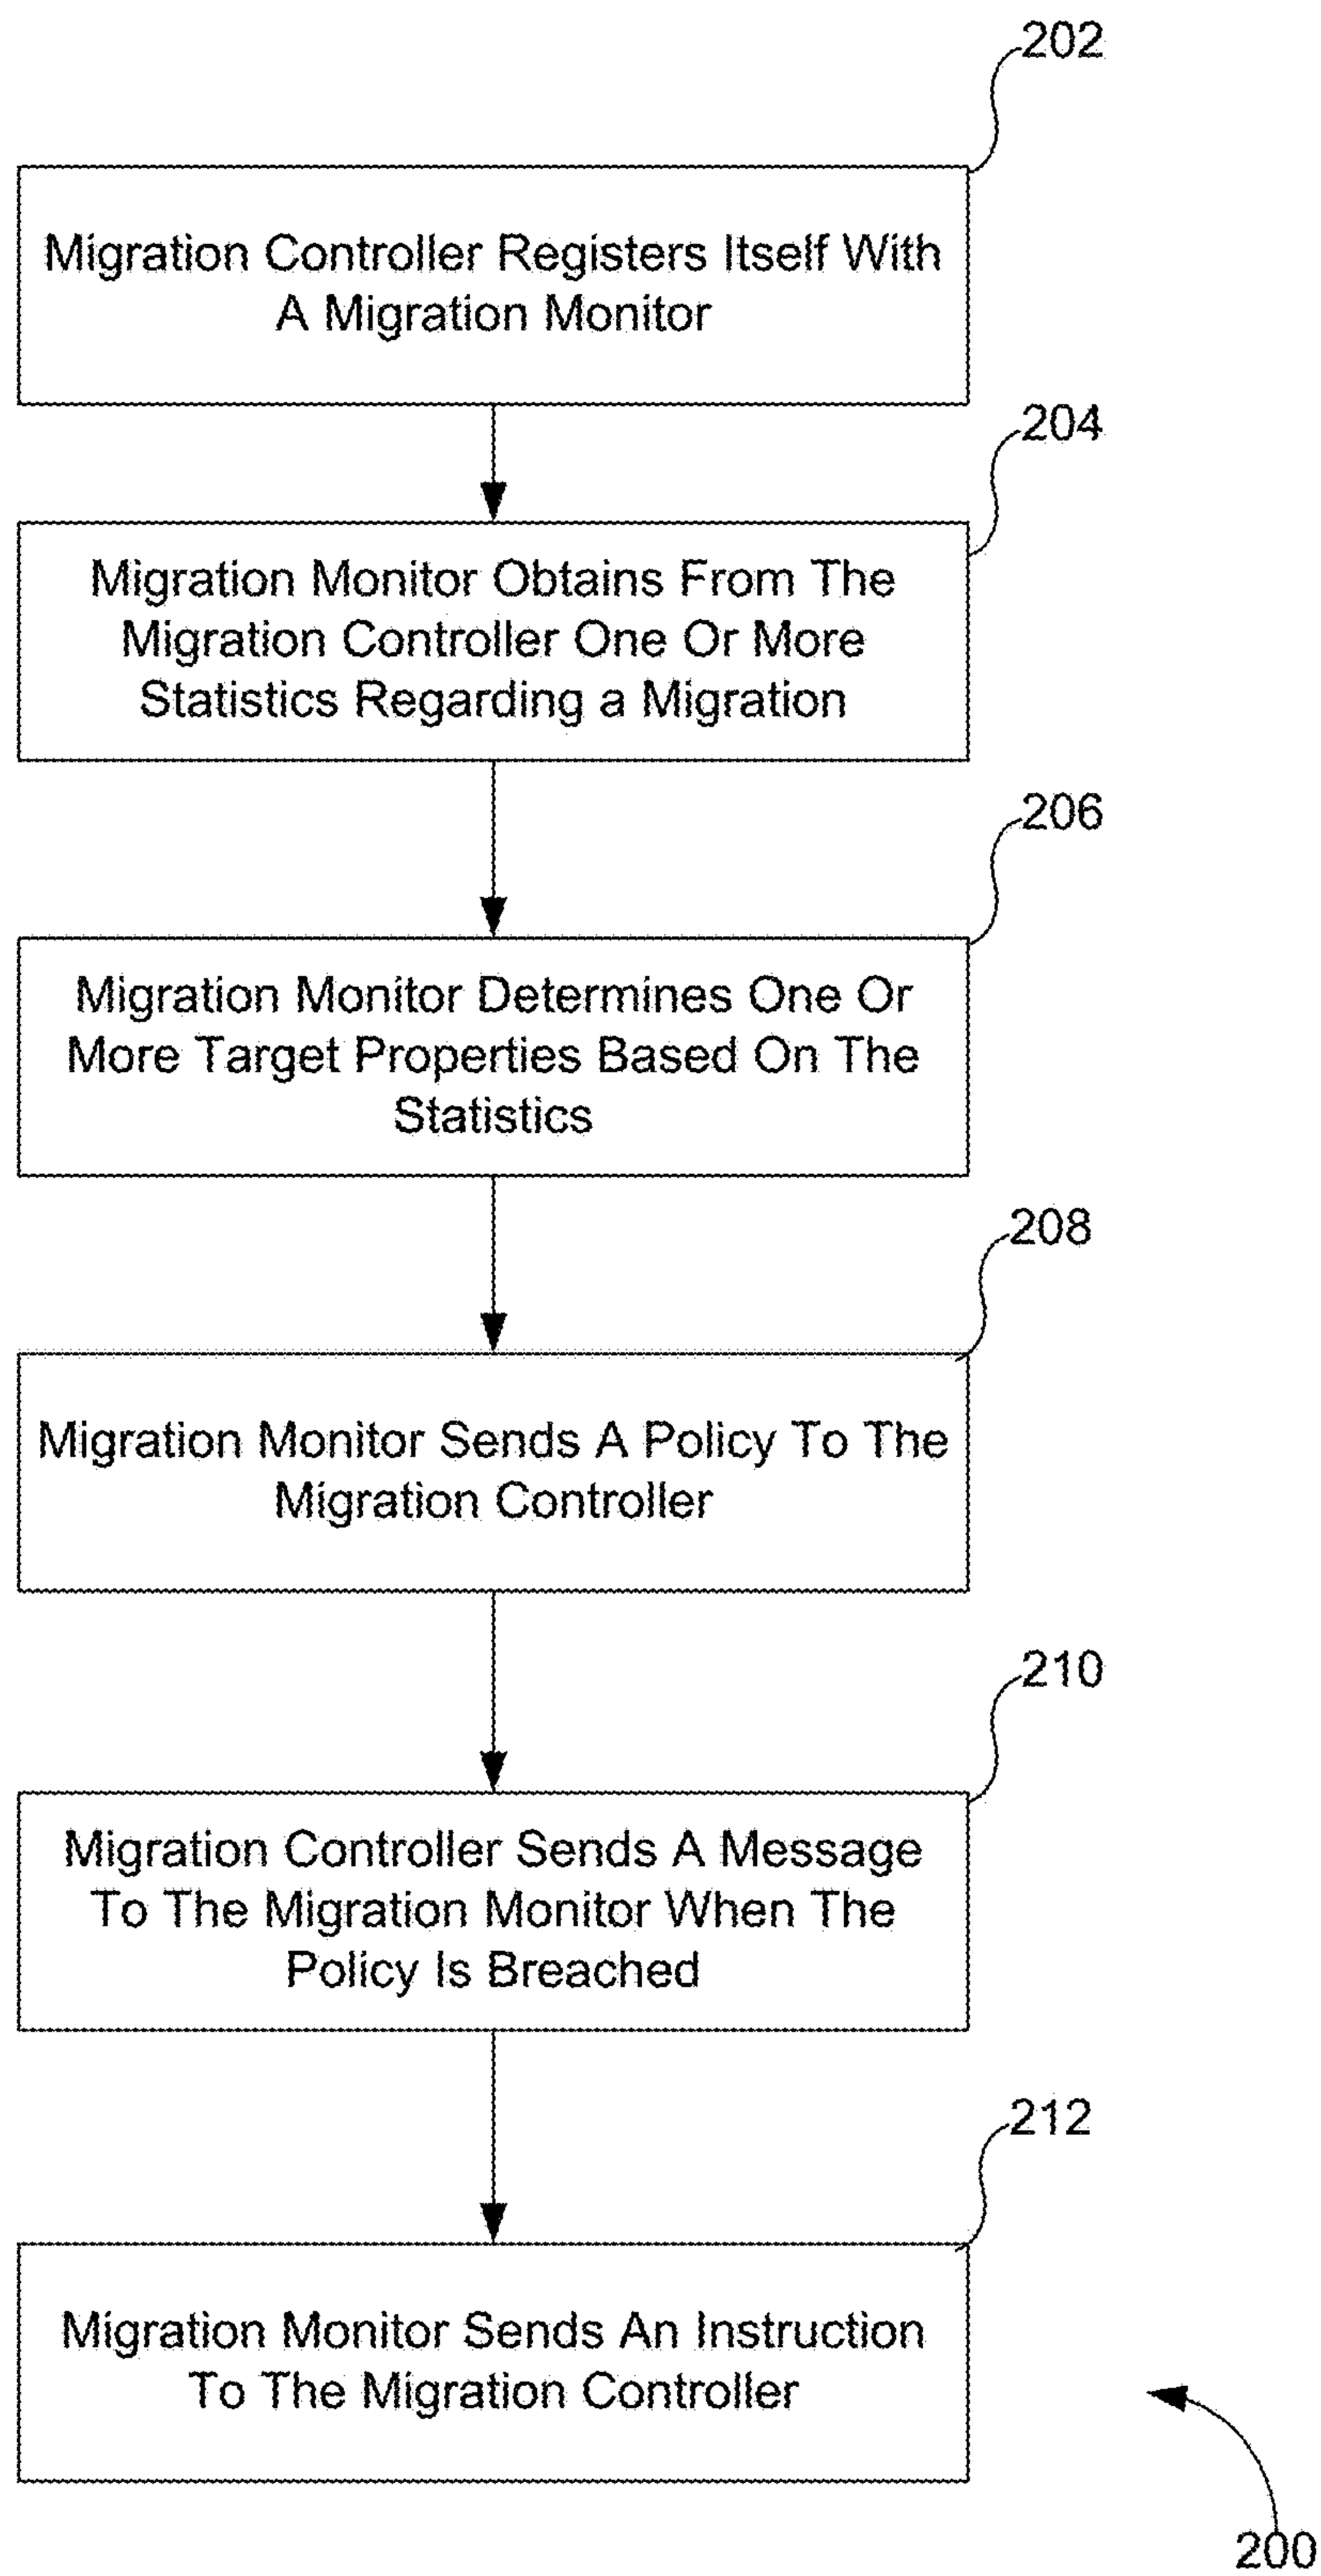 202
Migration Controller Registers Itself With
A Migration Monitor
204
Migration Monitor Obtains From The
Migration Controller One Or More
Statistics Regarding a Migration
206
Migration Monitor Determines One Or
More Target Properties Based On The
Statistics
208
Migration Monitor Sends A Policy To The
Migration Controller
210
Migration Controller Sends A Message
To The Migration Monitor When The
Policy Is Breached
212
Migration Monitor Sends An Instruction
To The Migration Controller
200